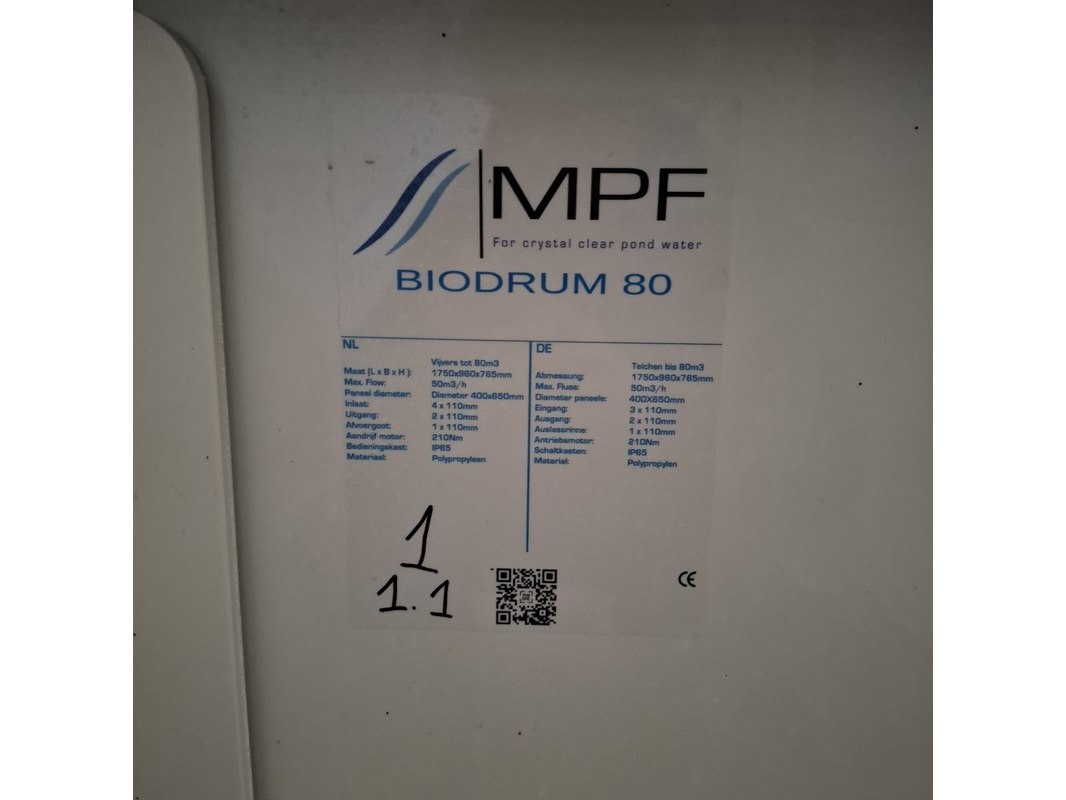 MPF
For crystal clear pond water
BIODRUM 80
NL
Vijvers tot 80m3
Maat (L x B x H ): 1750x960x765mm
Max. Flow: 50m3/h
Paneel diameter: Diameter 400x650mm
Inlaat: 4 x 110mm
Uitgang: 2 x 110mm
Afvoergoot: 1 x 110mm
Aandrijf motor: 210Nm
Bedieningskast: IP65
Materiaal: Polypropyleen
DE
Teichen bis 80m3
Abmessung: 1750x960x765mm
Max. Fluss: 50m3/h
Diameter paneele: 400X650mm
Eingang: 3 x 110mm
Ausgang: 2 x 110mm
Auslassrinne: 1 x 110mm
Antriebsmotor: 210Nm
Schaltkasten: IP65
Material: Polypropylen
1
1.1
CE